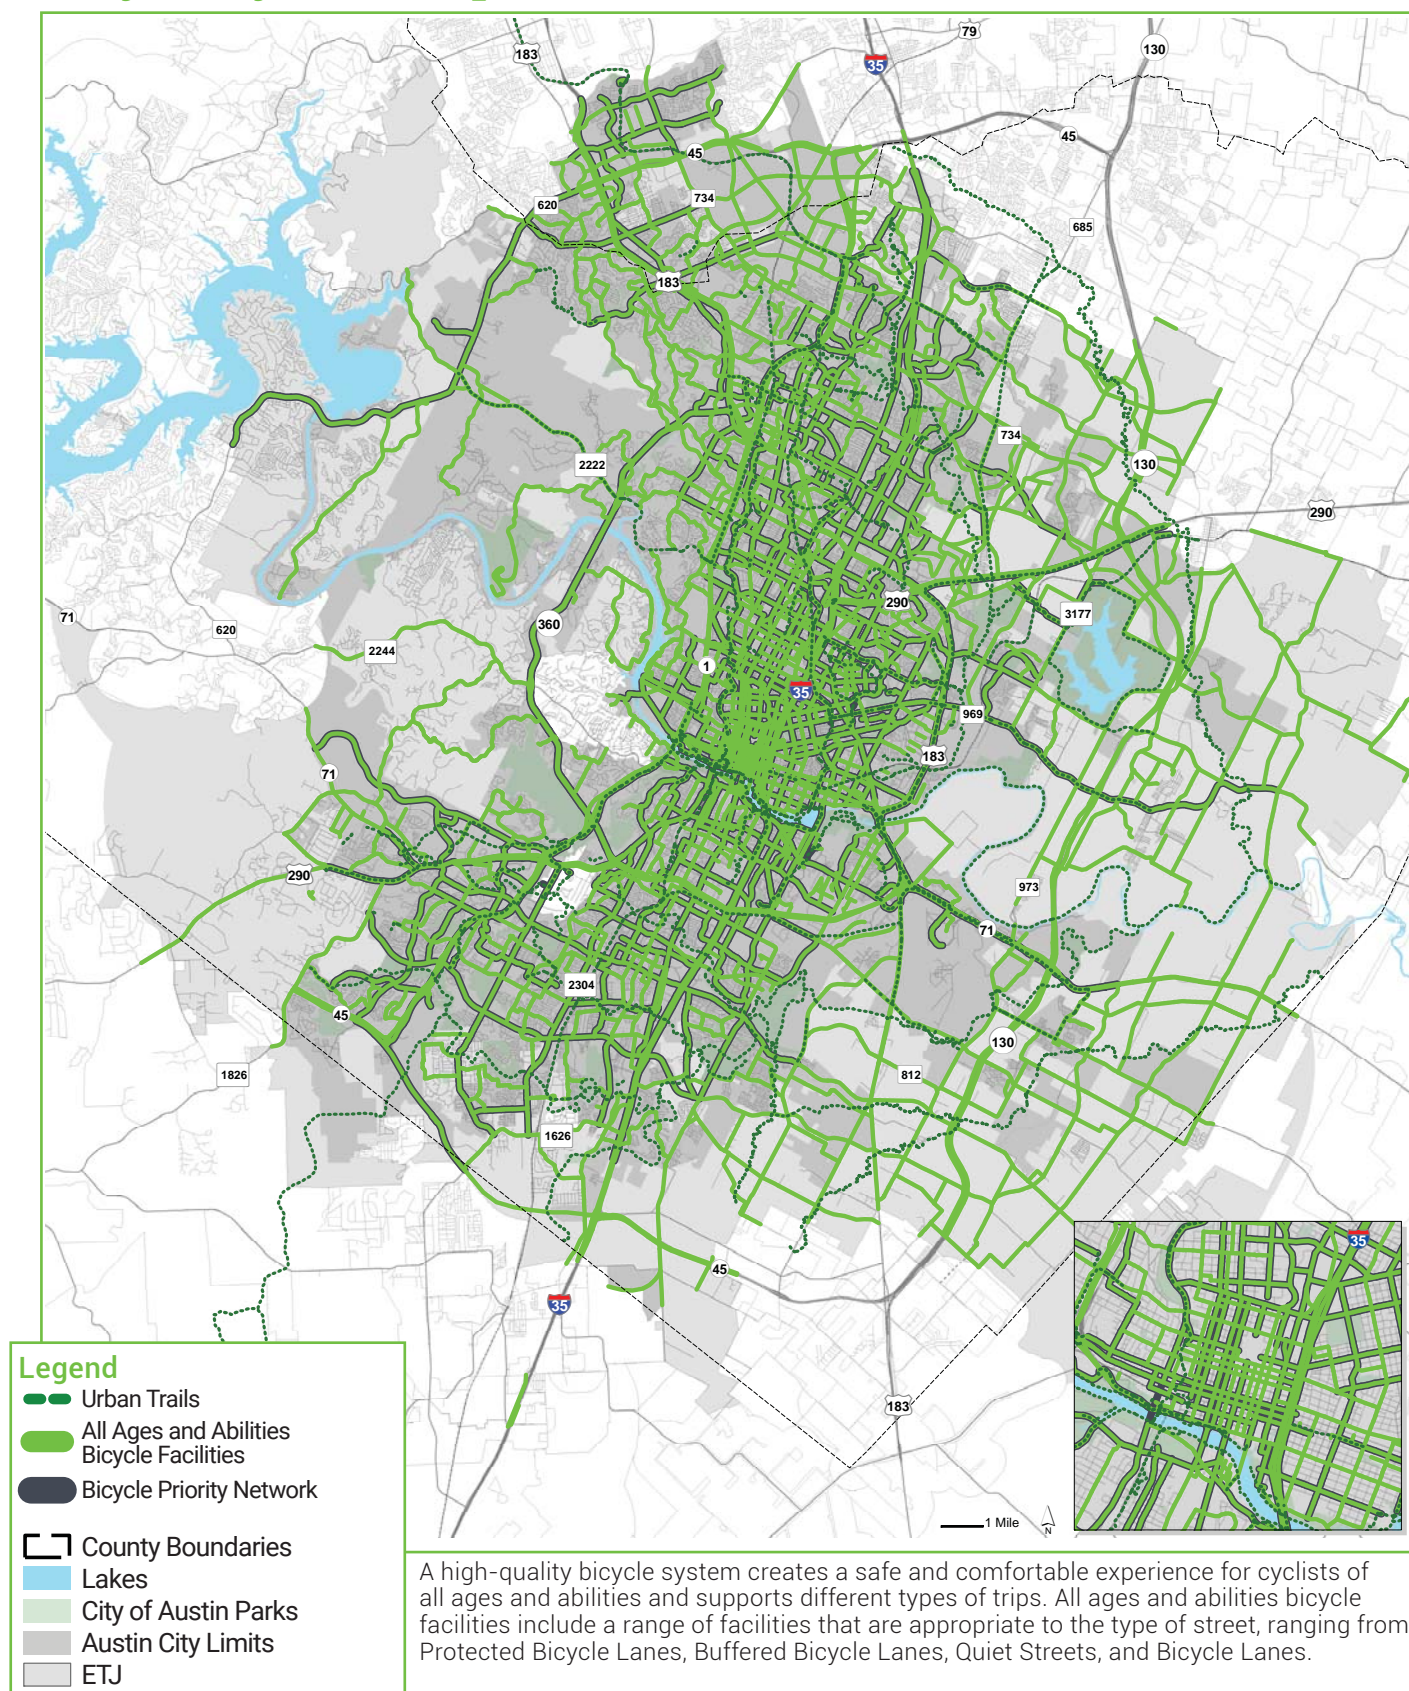 79
183
35
130
45
45
620
734
685
183
734
2222
130
290
290
3177
71
620
360
2244
1
35
969
183
71
290
973
71
2304
45
130
812
1826
1626
45
35
183
35
1 Mile
N
Legend
Urban Trails
All Ages and Abilities
Bicycle Facilities
Bicycle Priority Network
County Boundaries
Lakes
City of Austin Parks
Austin City Limits
ETJ
A high-quality bicycle system creates a safe and comfortable experience for cyclists of
all ages and abilities and supports different types of trips. All ages and abilities bicycle
facilities include a range of facilities that are appropriate to the type of street, ranging from
Protected Bicycle Lanes, Buffered Bicycle Lanes, Quiet Streets, and Bicycle Lanes.